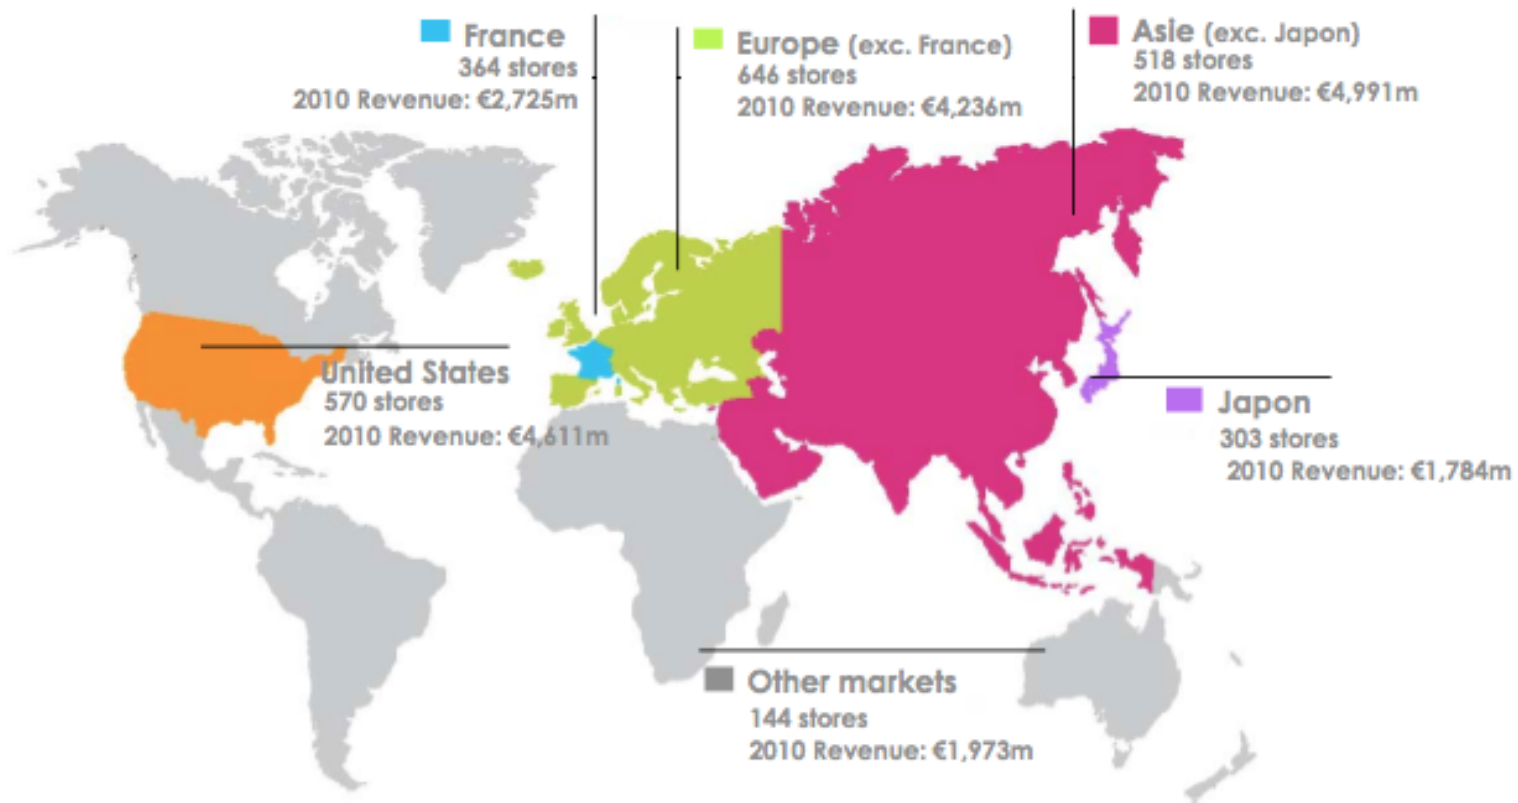 France
364 stores
2010 Revenue: €2,725m
Europe (exc. France)
646 stores
2010 Revenue: €4,236m
Asie (exc. Japon)
518 stores
2010 Revenue: €4,991m
United States
570 stores
2010 Revenue: €4,611m
Japon
303 stores
2010 Revenue: €1,784m
Other markets
144 stores
2010 Revenue: €1,973m